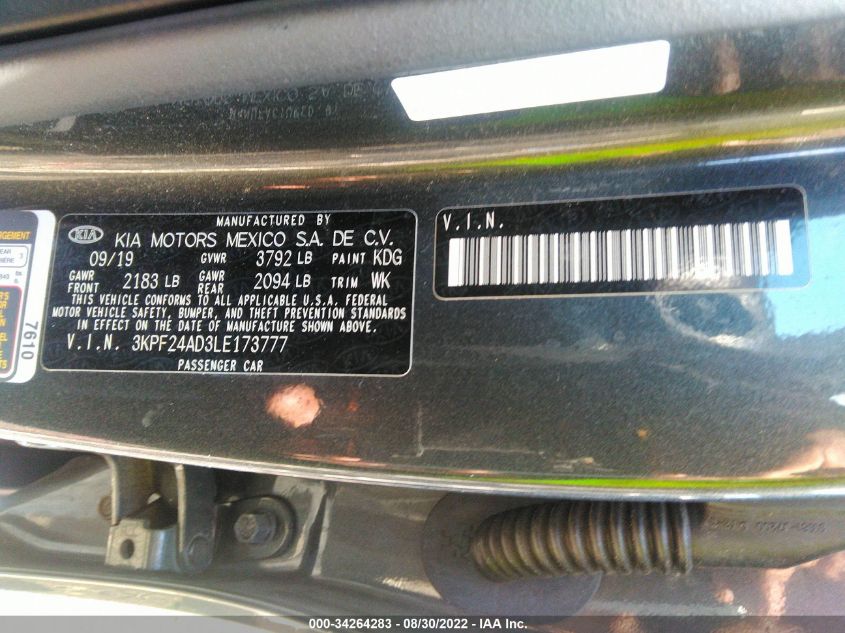 MANUFACTURED BY
KIA KIA MOTORS MEXICO S.A. DE C.V.
09/19 GVWR 3792 LB PAINT KDG
GAWR FRONT 2183 LB GAWR REAR 2094 LB TRIM WK
THIS VEHICLE CONFORMS TO ALL APPLICABLE U.S.A. FEDERAL
MOTOR VEHICLE SAFETY, BUMPER, AND THEFT PREVENTION STANDARDS
IN EFFECT ON THE DATE OF MANUFACTURE SHOWN ABOVE.
V.I.N. 3KPF24AD3LE173777
PASSENGER CAR
V.I.N.
7610
000-34264283 - 08/30/2022 - IAA Inc.